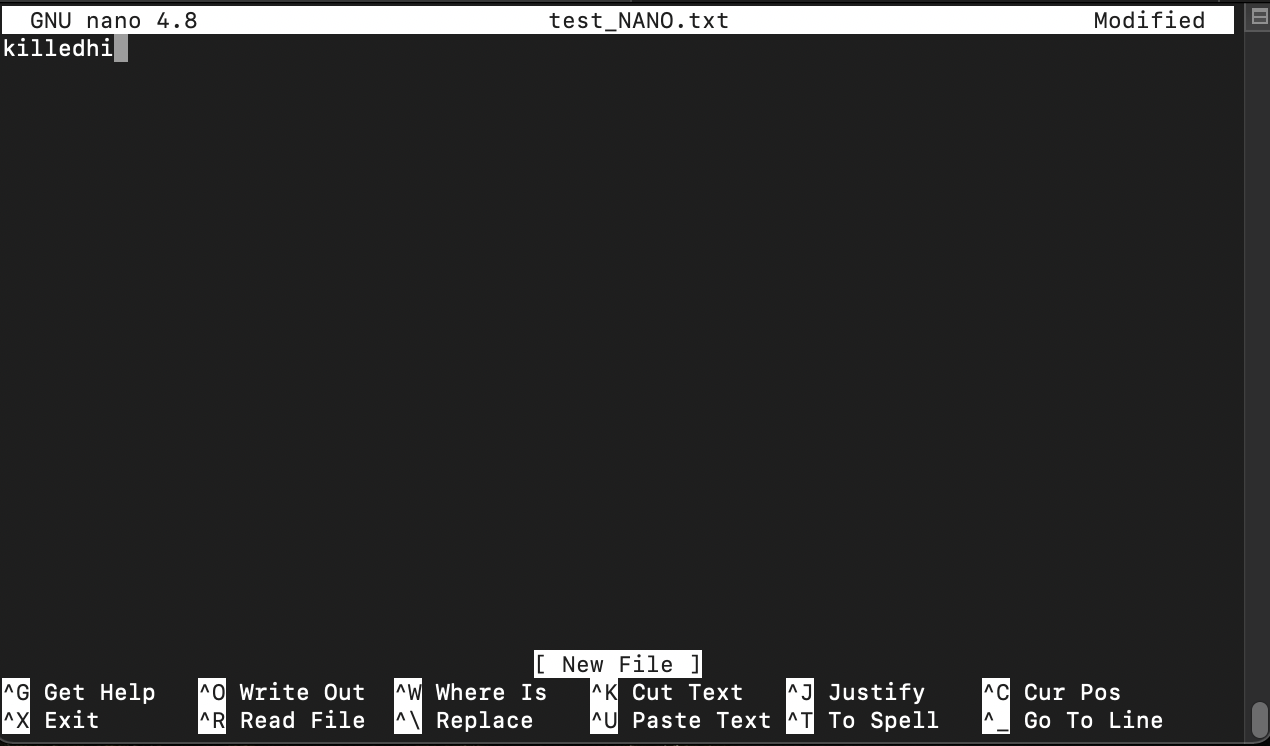 GNU nano 4.8 test_NANO.txt Modified
killedhi
[ New File ]
^G Get Help ^O Write Out ^W Where Is ^K Cut Text ^J Justify ^C Cur Pos
^X Exit ^R Read File ^\ Replace ^U Paste Text ^T To Spell ^_ Go To Line